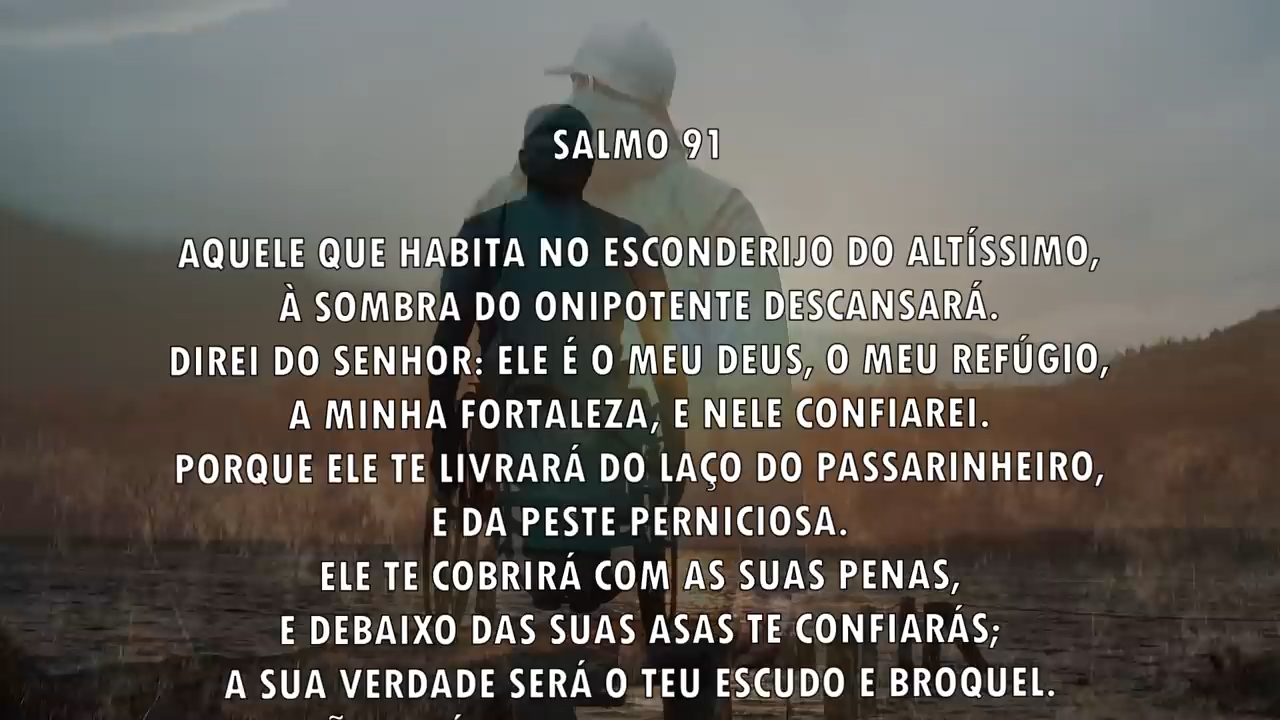 SALMO 91
AQUELE QUE HABITA NO ESCONDERIJO DO ALTÍSSIMO,
À SOMBRA DO ONIPOTENTE DESCANSARÁ.
DIREI DO SENHOR: ELE É O MEU DEUS, O MEU REFÚGIO,
A MINHA FORTALEZA, E NELE CONFIAREI.
PORQUE ELE TE LIVRARÁ DO LAÇO DO PASSARINHEIRO,
E DA PESTE PERNICIOSA.
ELE TE COBRIRÁ COM AS SUAS PENAS,
E DEBAIXO DAS SUAS ASAS TE CONFIARÁS;
A SUA VERDADE SERÁ O TEU ESCUDO E BROQUEL.